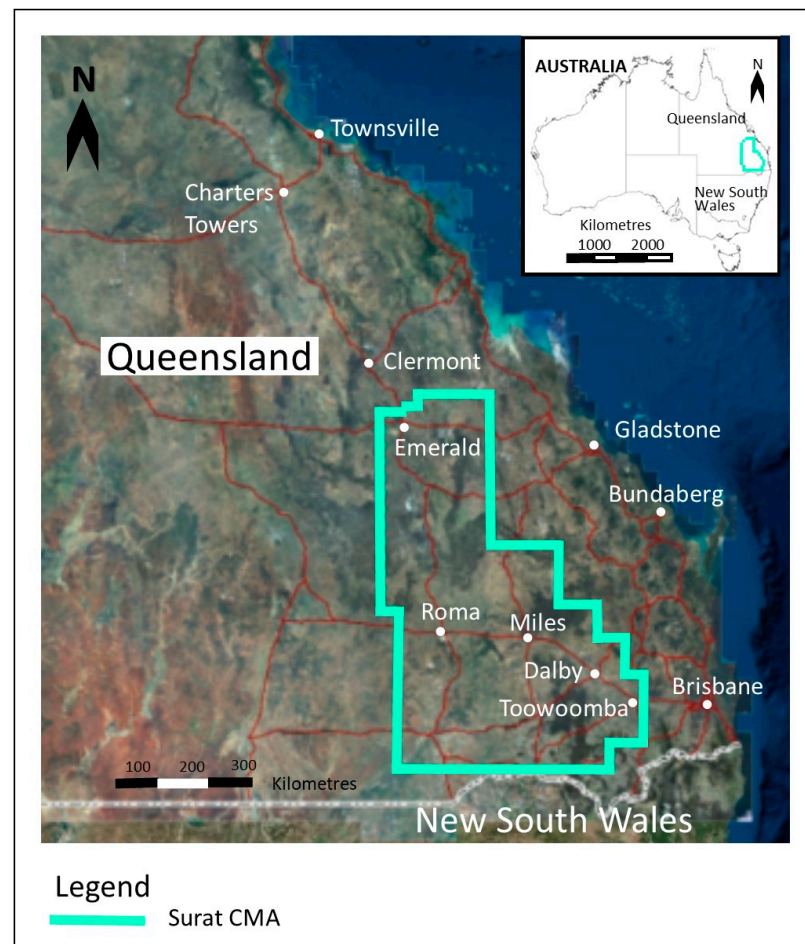 N
Townsville
Charters
Towers
Queensland
Clermont
Emerald
Gladstone
Bundaberg
Roma
Miles
Dalby
Toowoomba
Brisbane
100 200 300
Kilometres
New South Wales
AUSTRALIA
N
Queensland
New South
Wales
Kilometres
1000 2000
Legend
Surat CMA